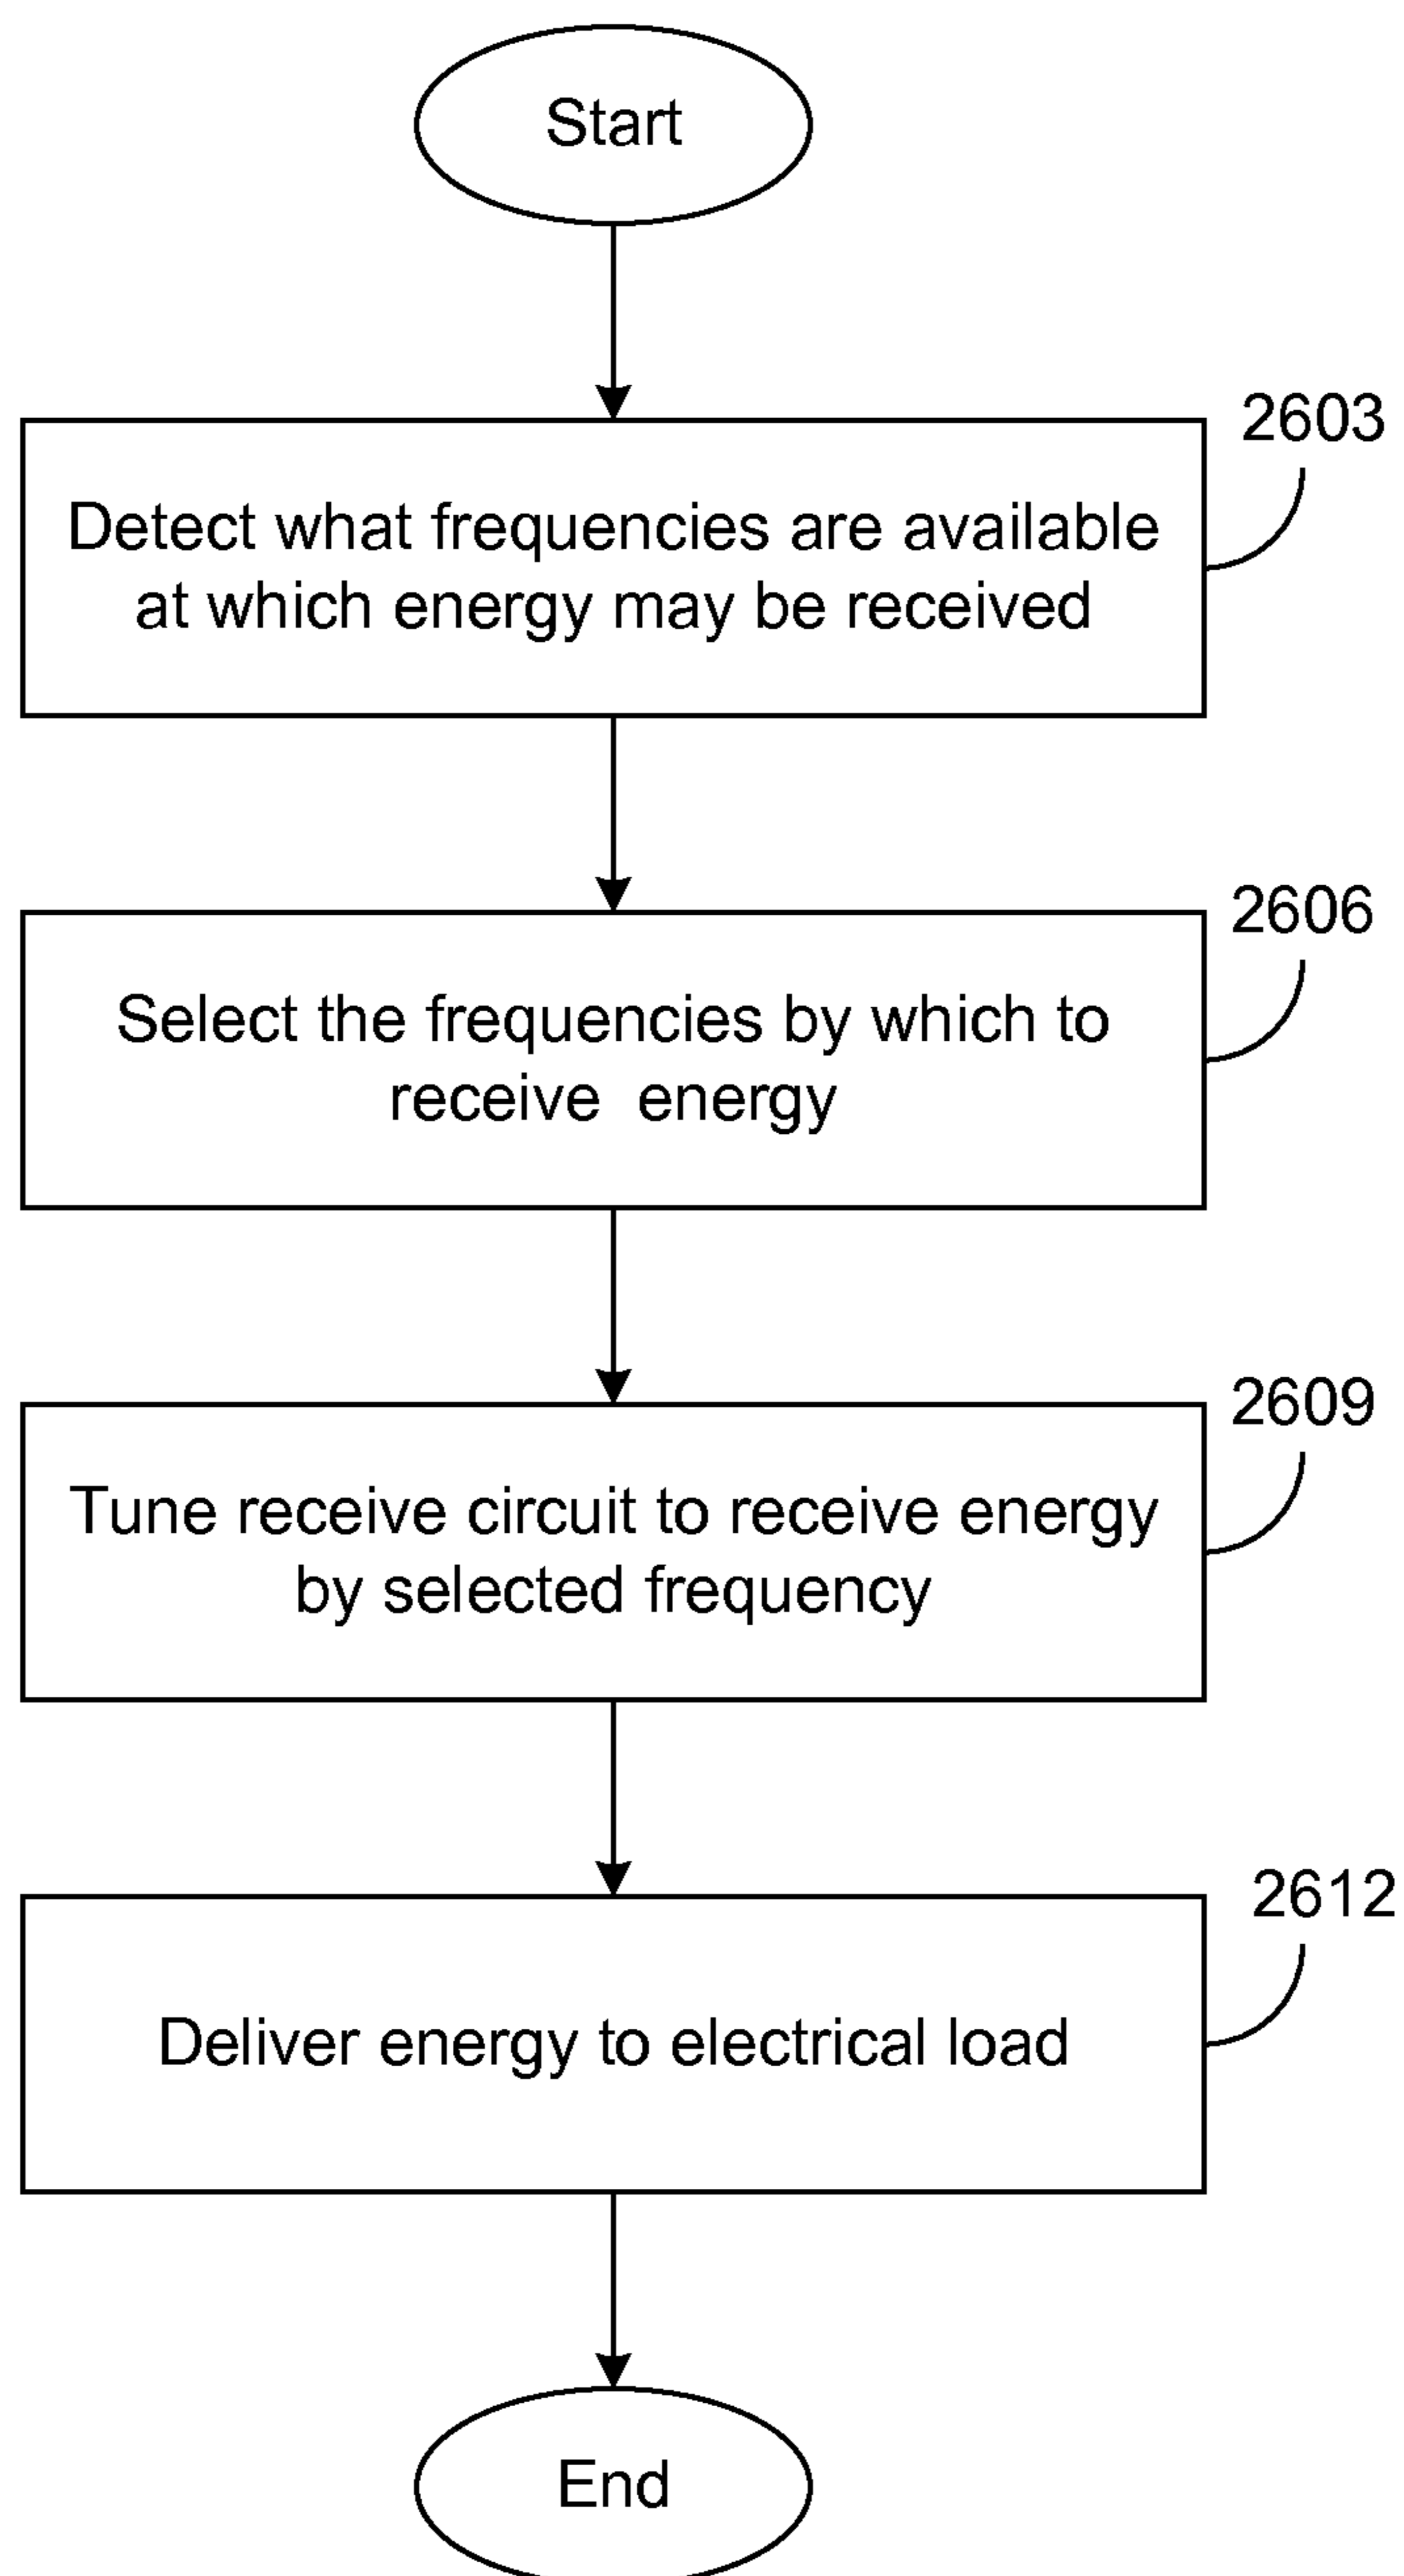 Start
2603
Detect what frequencies are available
at which energy may be received
2606
Select the frequencies by which to
receive  energy
2609
Tune receive circuit to receive energy
by selected frequency
2612
Deliver energy to electrical load
End